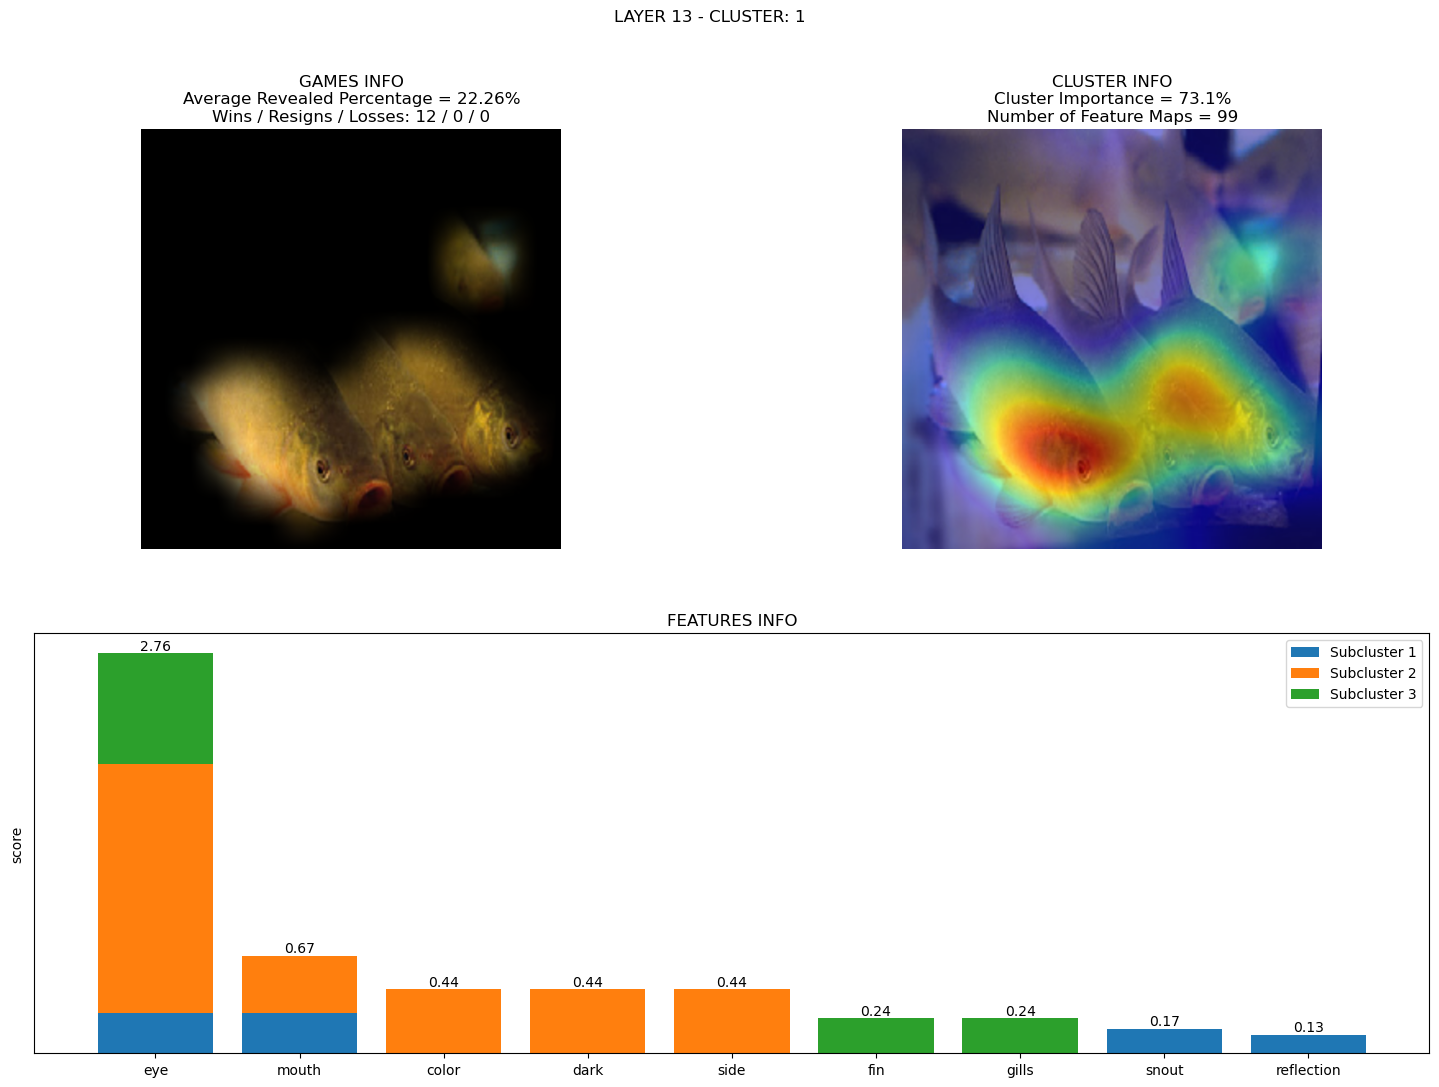 LAYER 13 - CLUSTER: 1
GAMES INFO
Average Revealed Percentage = 22.26%
Wins / Resigns / Losses: 12 / 0 / 0
CLUSTER INFO
Cluster Importance = 73.1%
Number of Feature Maps = 99
FEATURES INFO
score
2.76
0.67
0.44
0.44
0.44
0.24
0.24
0.17
0.13
Subcluster 1
Subcluster 2
Subcluster 3
eye
mouth
color
dark
side
fin
gills
snout
reflection